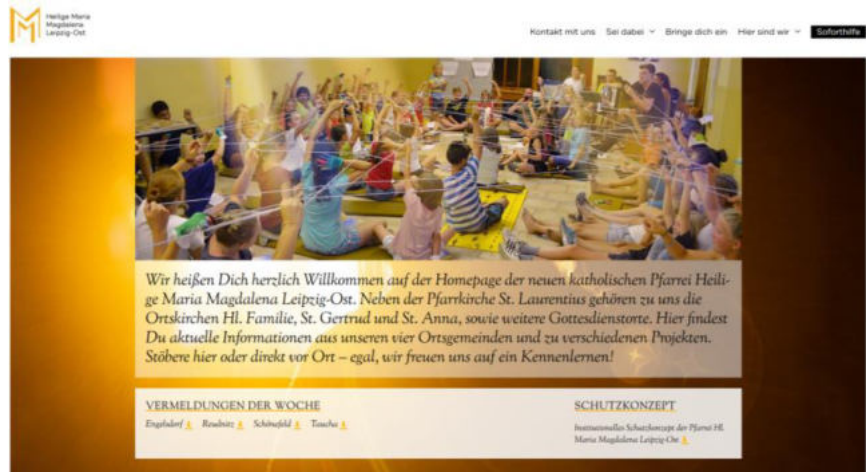 Heilige Maria
Magdalena
Leipzig-Ost
Kontakt mit uns Sei dabei Bringe dich ein Hier sind wir Soforthilfe
Wir heißen Dich herzlich Willkommen auf der Homepage der neuen katholischen Pfarrei Heili-
ge Maria Magdalena Leipzig-Ost. Neben der Pfarrkirche St. Laurentius gehören zu uns die
Ortskirchen Hl. Familie, St. Gertrud und St. Anna, sowie weitere Gottesdienstorte. Hier findest
Du aktuelle Informationen aus unseren vier Ortsgemeinden und zu verschiedenen Projekten.
Stöbere hier oder direkt vor Ort – egal, wir freuen uns auf ein Kennenlernen!
VERMELDUNGEN DER WOCHE
Engelsdorf Reudnitz Schönefeld Taucha
SCHUTZKONZEPT
Institutionelles Schutzkonzept der Pfarrei Hl.
Maria Magdalena Leipzig-Ost